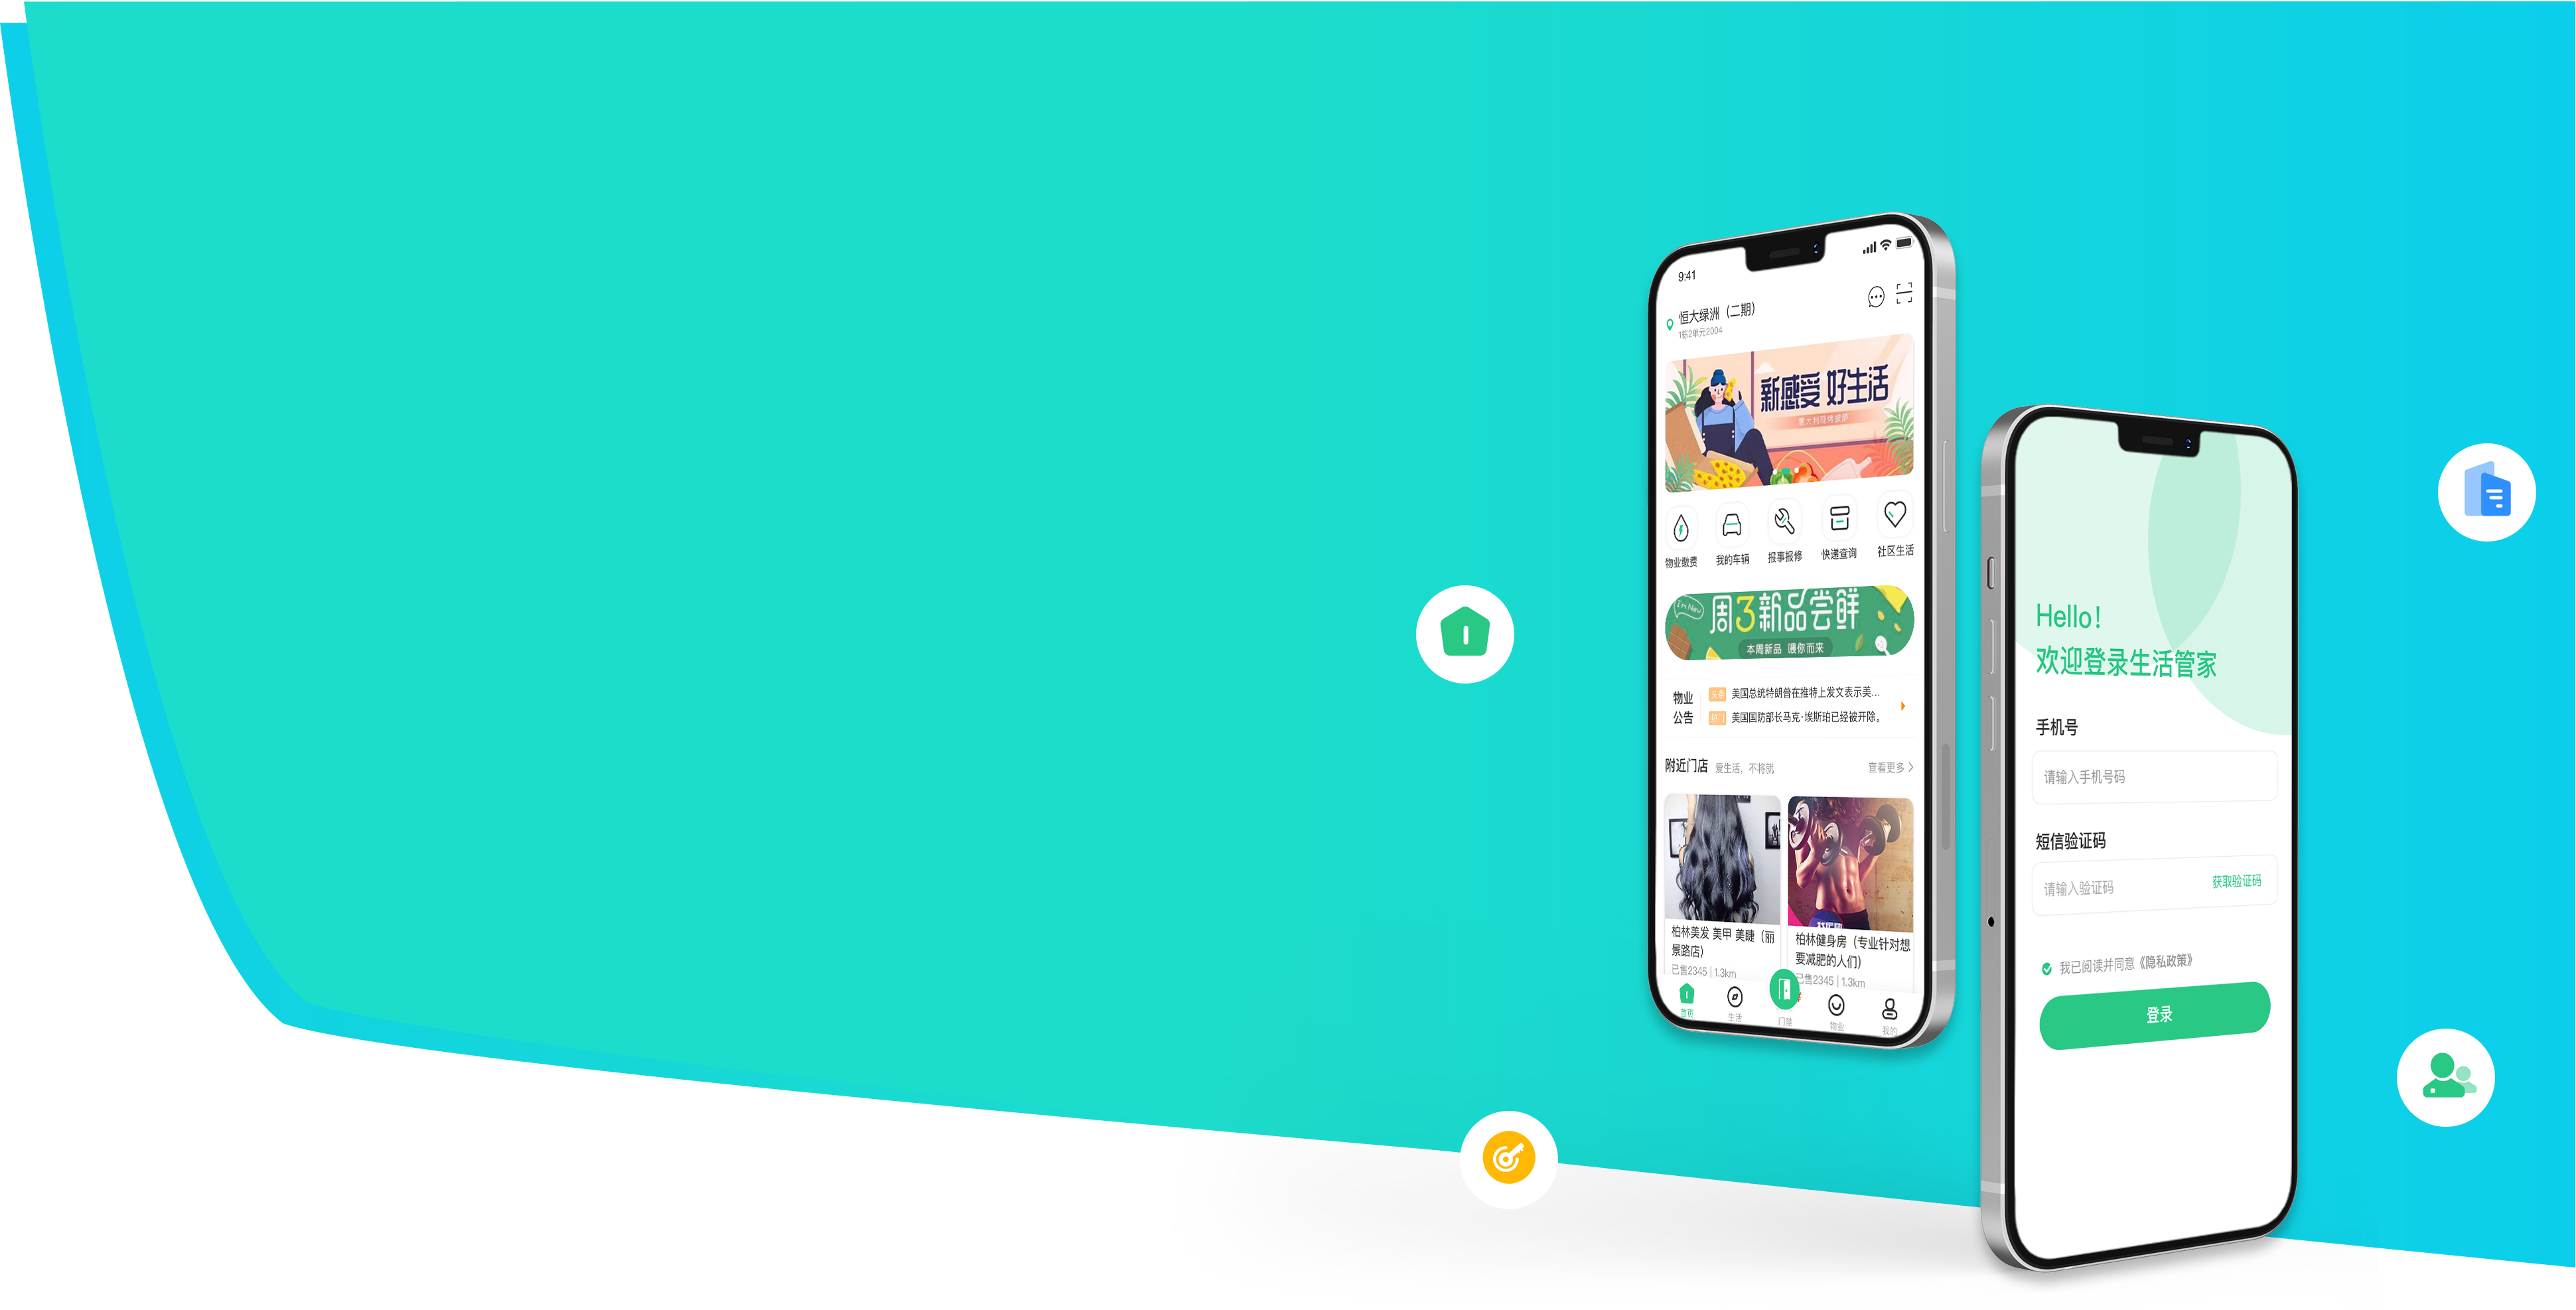 9:41
恒大绿洲（二期）
1栋2单元2004
新感受 好生活
意大利现烤披萨
物业缴费 我的车辆 报事报修 快递查询 社区生活
I'm New
周3新品尝鲜
本周新品 喂你而来
物业
公告
头条 美国总统特朗普在推特上发文表示美...
热门 美国国防部长马克·埃斯珀已经被开除。
附近门店 爱生活，不将就 查看更多
柏林美发 美甲 美睫（丽
景路店）
已售2345 | 1.3km
柏林健身房（专业针对想
要减肥的人们）
已售2345 | 1.3km
首页 生活 门禁 物业 我的
Hello！
欢迎登录生活管家
手机号
请输入手机号码
短信验证码
请输入验证码 获取验证码
我已阅读并同意《隐私政策》
登录